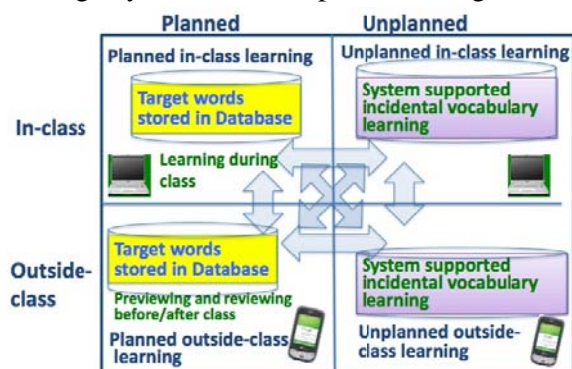 Planned Unplanned
Planned in-class learning
Unplanned in-class learning
In-class
Target words
stored in Database
System supported
incidental vocabulary
learning
Learning during
class
Outside-
class
Target words
stored in Database
System supported
incidental vocabulary
learning
Previewing and reviewing
before/after class
Planned outside-class
learning
Unplanned outside-
class learning